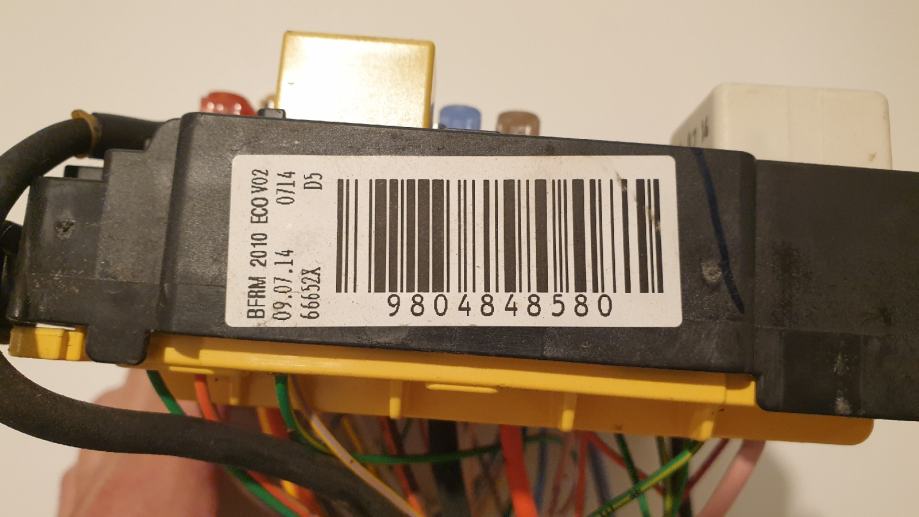 BFRM 2010 ECO V02
09.07.14 0714
66652X D5
9804848580